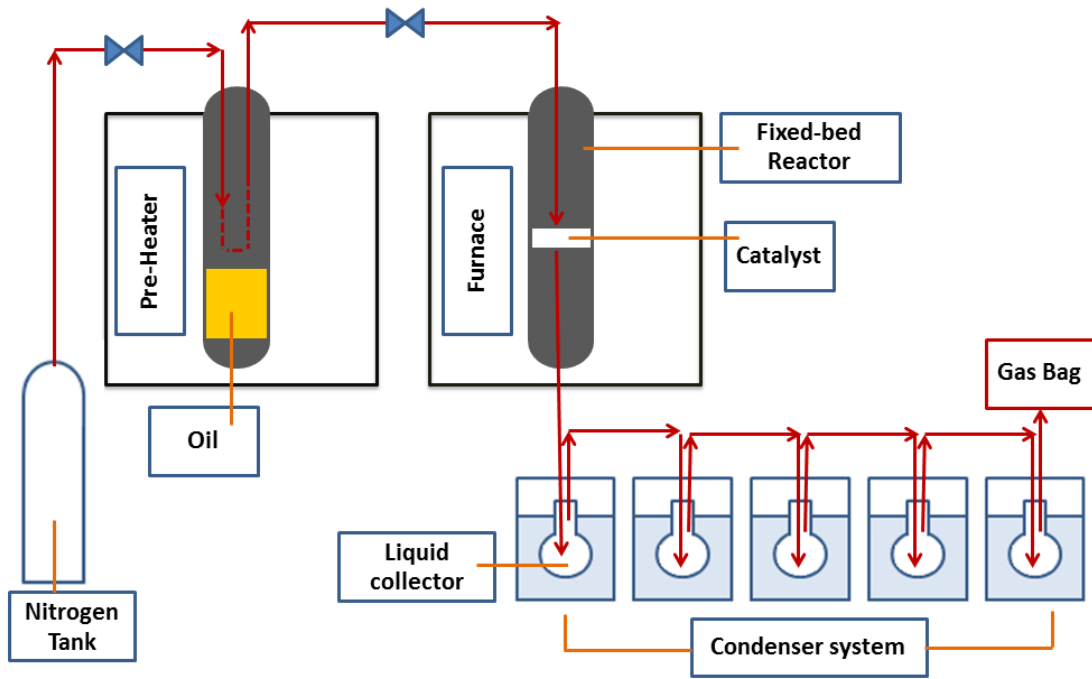 Fixed-bed
Reactor
Pre-Heater
Furnace
Catalyst
Gas Bag
Oil
Liquid
collector
Nitrogen
Tank
Condenser system